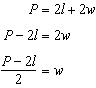 P = 2l + 2w
P − 2l = 2w
(P − 2l)/2 = w